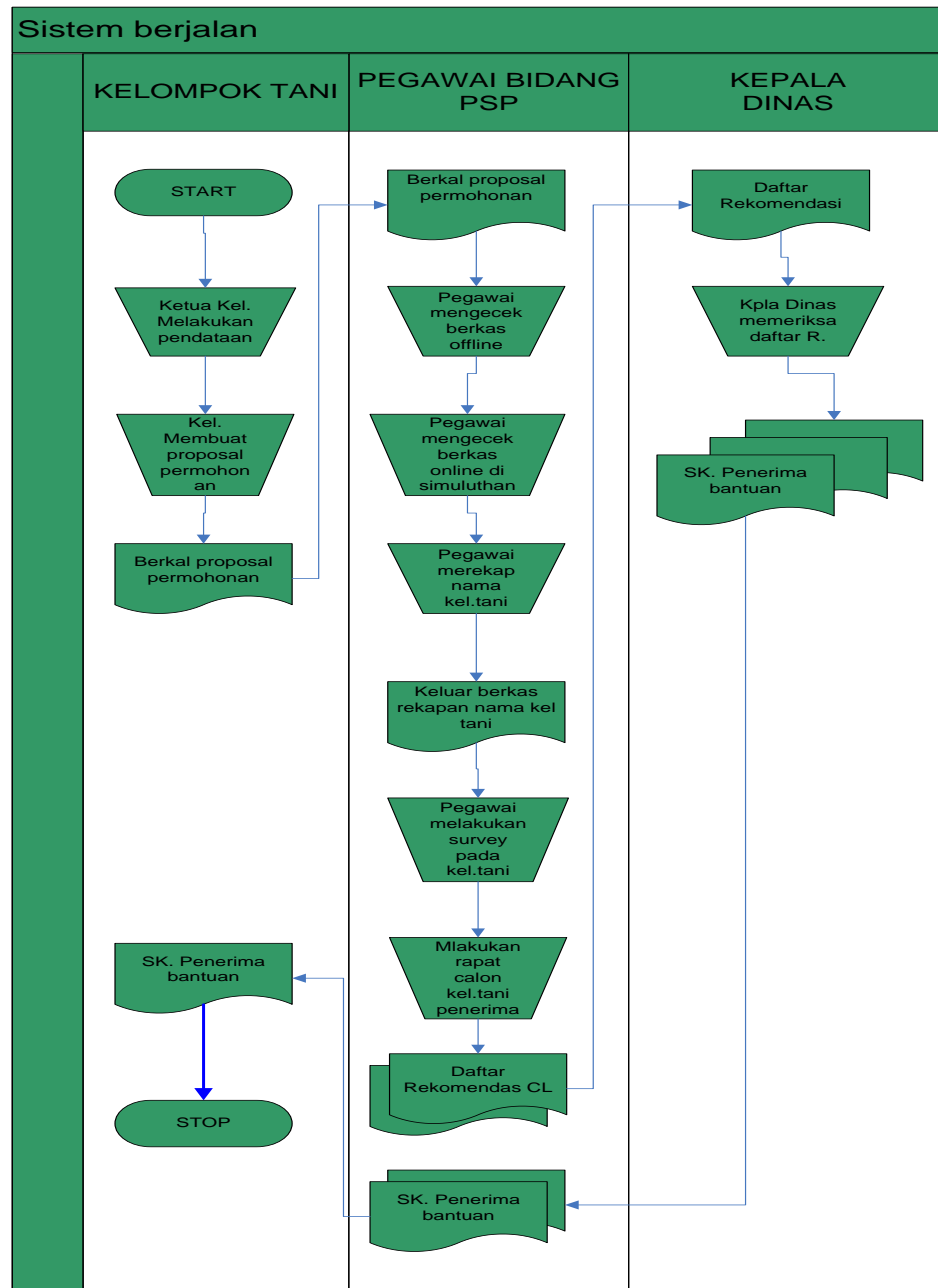 Sistem berjalan
KELOMPOK TANI
PEGAWAI BIDANG
PSP
KEPALA
DINAS
START
Ketua Kel.
Melakukan
pendataan
Kel.
Membuat
proposal
permohon
an
Berkal proposal
permohonan
Berkal proposal
permohonan
Pegawai
mengecek
berkas
offline
Pegawai
mengecek
berkas
online di
simuluthan
Pegawai
merekap
nama
kel.tani
Keluar berkas
rekapan nama kel
tani
Pegawai
melakukan
survey
pada
kel.tani
Mlakukan
rapat
calon
kel.tani
penerima
Daftar
Rekomendas CL
Daftar
Rekomendasi
Kpla Dinas
memeriksa
daftar R.
SK. Penerima
bantuan
SK. Penerima
bantuan
SK. Penerima
bantuan
STOP